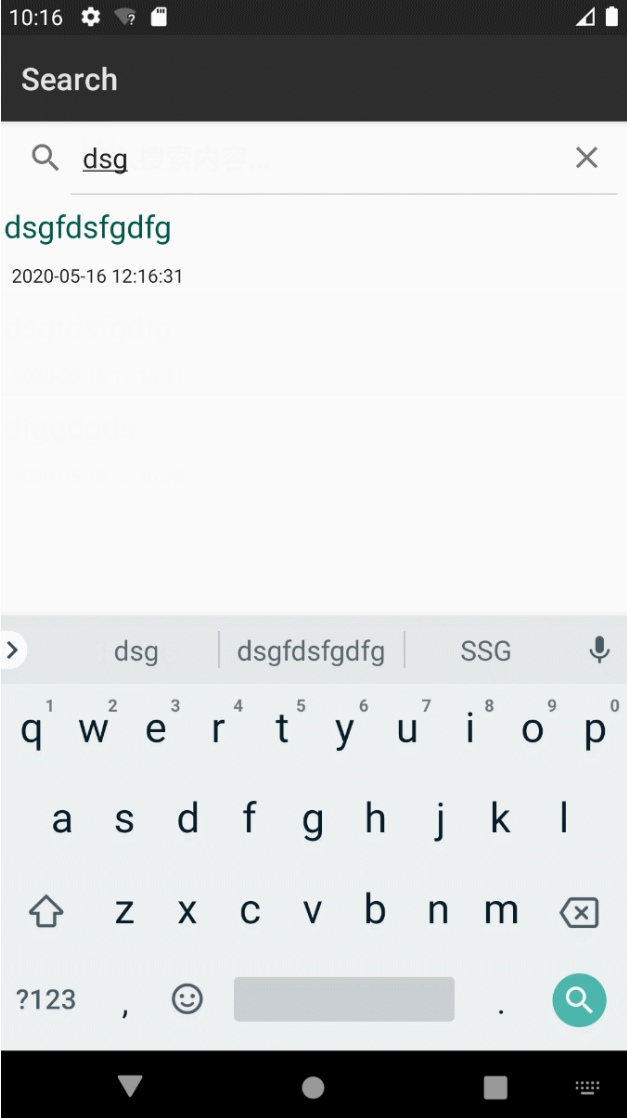 10:16
Search
dsg
dsgfdsfgdfg
2020-05-16 12:16:31
dsg dsgfdsfgdfg SSG
1 2 3 4 5 6 7 8 9 0
q w e r t y u i o p
a s d f g h j k l
z x c v b n m
?123 , .